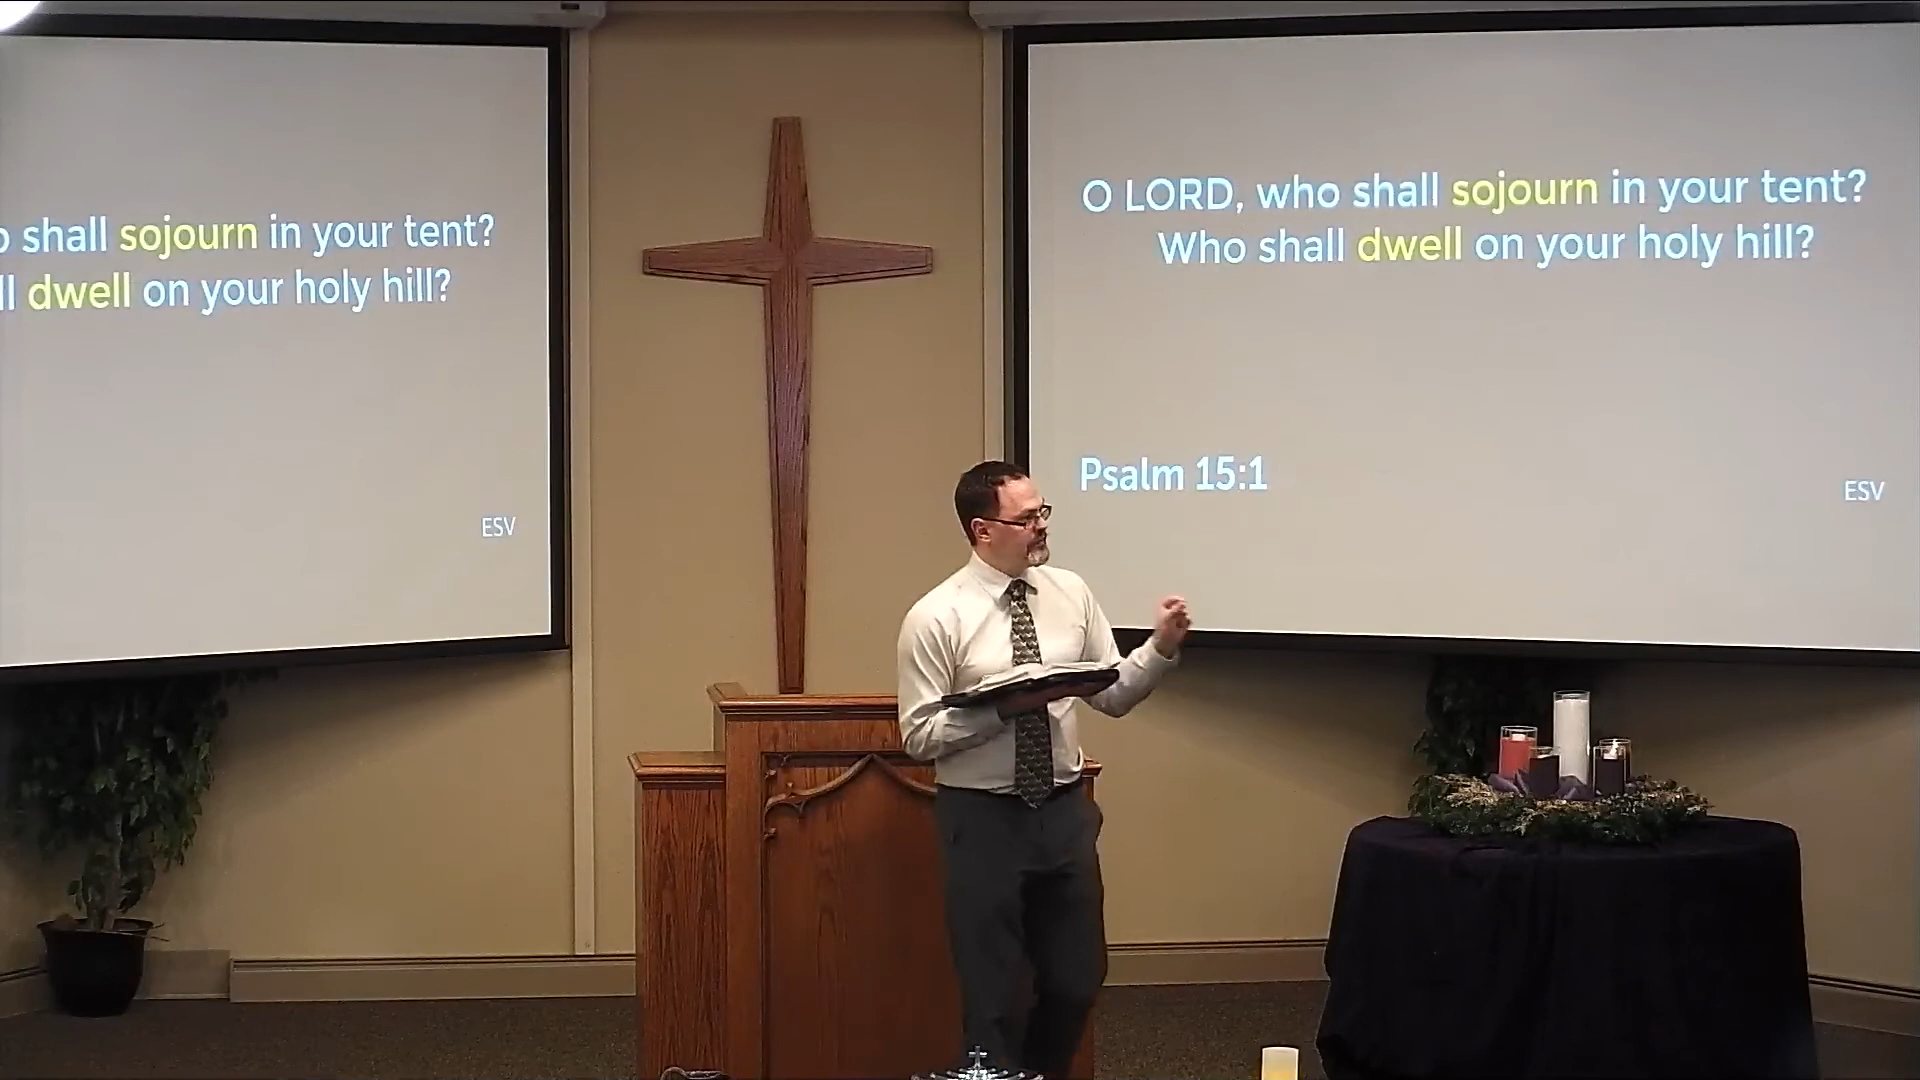 shall sojourn in your tent?
dwell on your holy hill?
ESV
O LORD, who shall sojourn in your tent?
Who shall dwell on your holy hill?
Psalm 15:1
ESV